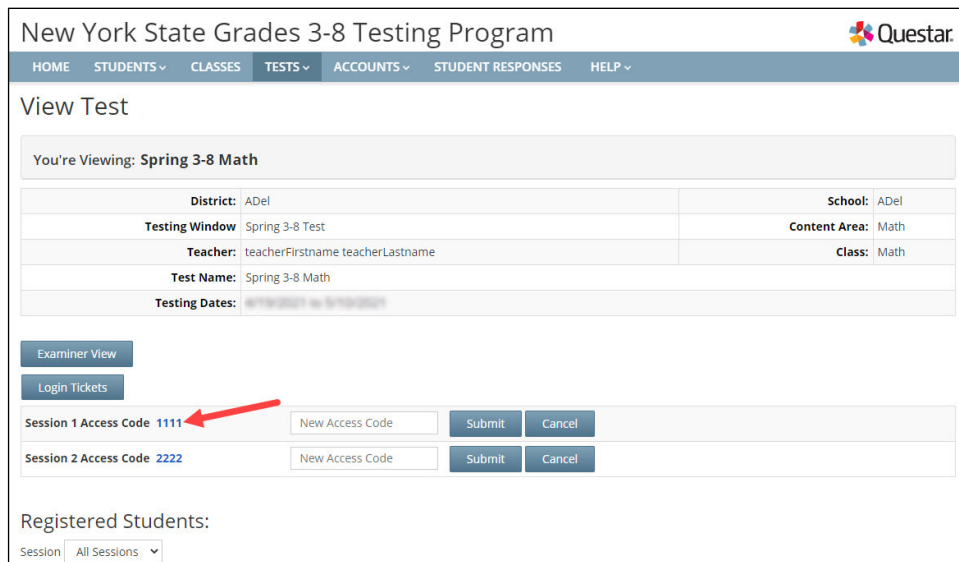 New York State Grades 3-8 Testing Program
Questar.
HOME STUDENTS CLASSES TESTS ACCOUNTS STUDENT RESPONSES HELP
View Test
You're Viewing: Spring 3-8 Math
District: ADel School: ADel
Testing Window Spring 3-8 Test Content Area: Math
Teacher: teacherFirstname teacherLastname Class: Math
Test Name: Spring 3-8 Math
Testing Dates:
Examiner View
Login Tickets
Session 1 Access Code 1111 New Access Code Submit Cancel
Session 2 Access Code 2222 New Access Code Submit Cancel
Registered Students:
Session All Sessions